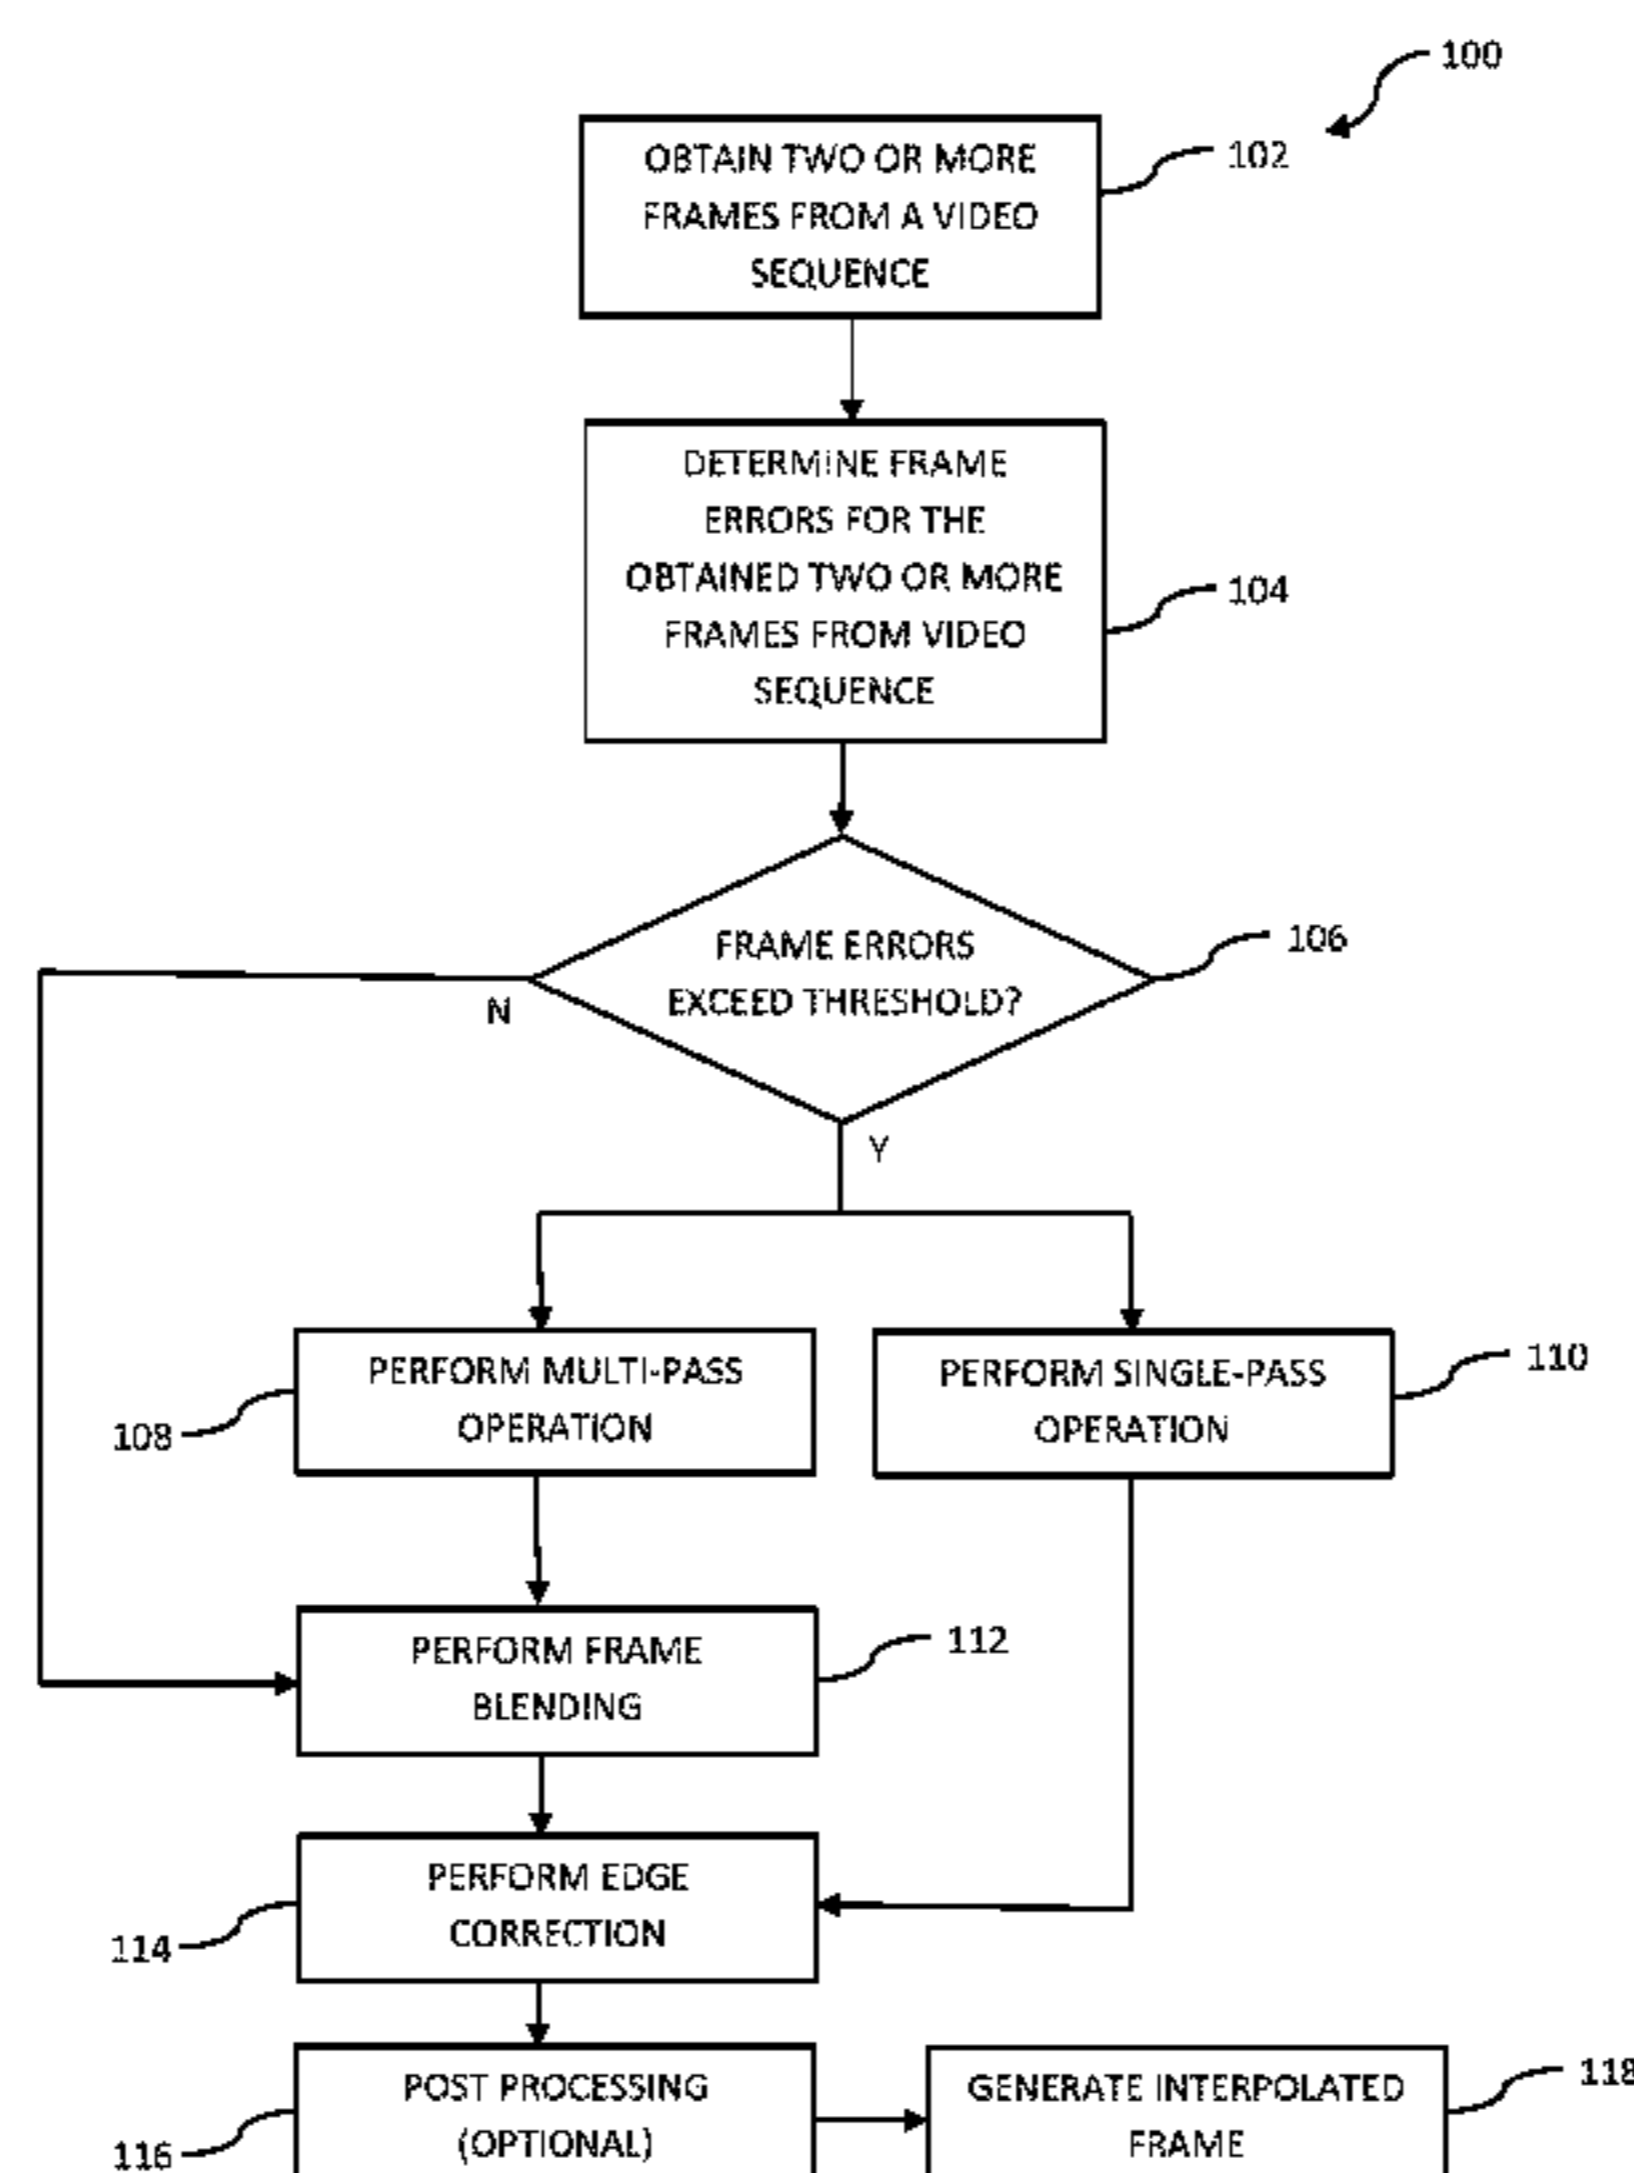 100
OBTAIN TWO OR MORE
FRAMES FROM A VIDEO
SEQUENCE
102
DETERMINE FRAME
ERRORS FOR THE
OBTAINED TWO OR MORE
FRAMES FROM VIDEO
SEQUENCE
104
FRAME ERRORS
EXCEED THRESHOLD?
106
N
Y
PERFORM MULTI-PASS
OPERATION
108
PERFORM SINGLE-PASS
OPERATION
110
PERFORM FRAME
BLENDING
112
PERFORM EDGE
CORRECTION
114
POST PROCESSING
(OPTIONAL)
116
GENERATE INTERPOLATED
FRAME
118